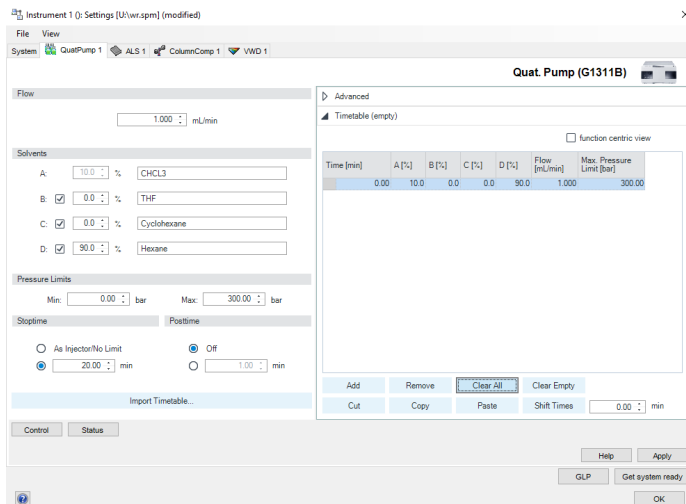 Instrument 1 (): Settings [U:\wr.spm] (modified)
File View
System QuatPump 1 ALS 1 ColumnComp 1 VWD 1
Quat. Pump (G1311B)
Flow
1.000 mL/min
Solvents
A: 10.0 % CHCL3
B: 0.0 % THF
C: 0.0 % Cyclohexane
D: 90.0 % Hexane
Pressure Limits
Min: 0.00 bar Max: 300.00 bar
Stoptime Posttime
As Injector/No Limit Off
20.00 min 1.00 min
Import Timetable...
Advanced
Timetable (empty)
function centric view
Time [min] A [%] B [%] C [%] D [%] Flow [mL/min] Max. Pressure Limit [bar]
0.00 10.0 0.0 0.0 90.0 1.000 300.00
Add Remove Clear All Clear Empty
Cut Copy Paste Shift Times 0.00 min
Control Status
Help Apply
GLP Get system ready
OK